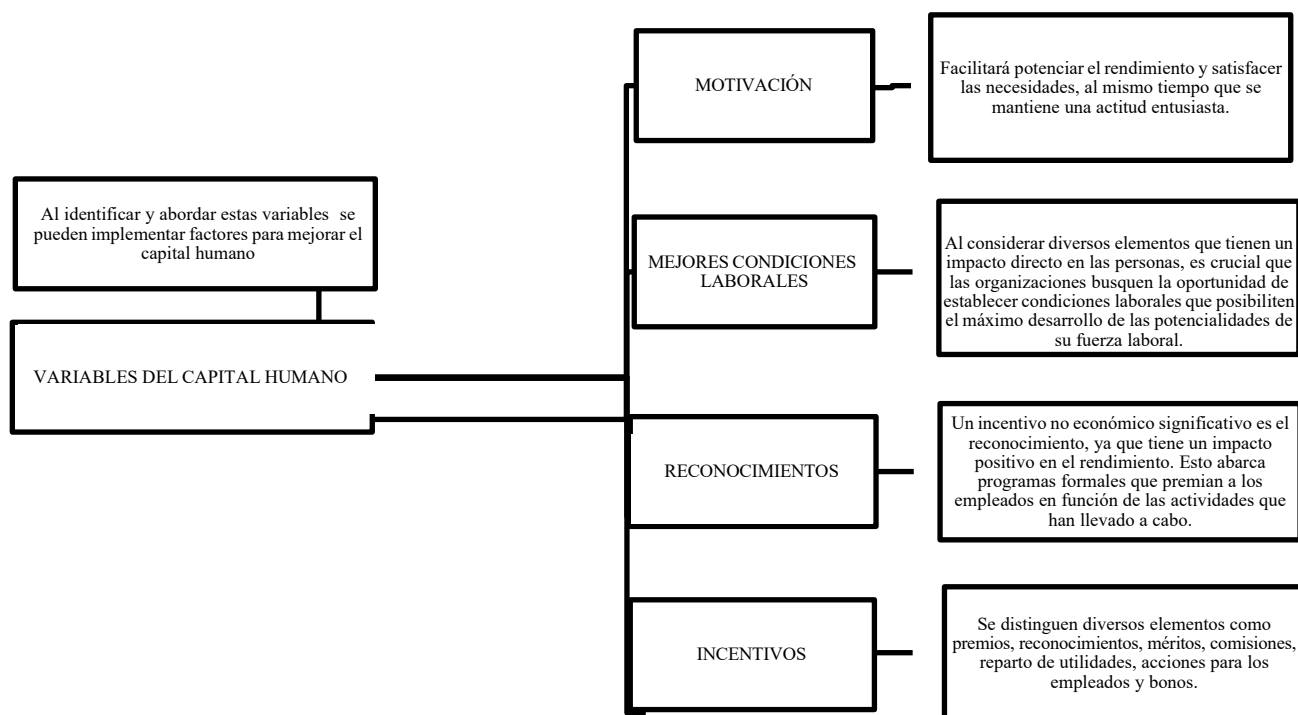 Al identificar y abordar estas variables se
pueden implementar factores para mejorar el
capital humano
VARIABLES DEL CAPITAL HUMANO
MOTIVACIÓN
Facilitará potenciar el rendimiento y satisfacer
las necesidades, al mismo tiempo que se
mantiene una actitud entusiasta.
MEJORES CONDICIONES
LABORALES
Al considerar diversos elementos que tienen un
impacto directo en las personas, es crucial que
las organizaciones busquen la oportunidad de
establecer condiciones laborales que posibiliten
el máximo desarrollo de las potencialidades de
su fuerza laboral.
RECONOCIMIENTOS
Un incentivo no económico significativo es el
reconocimiento, ya que tiene un impacto
positivo en el rendimiento. Esto abarca
programas formales que premian a los
empleados en función de las actividades que
han llevado a cabo.
INCENTIVOS
Se distinguen diversos elementos como
premios, reconocimientos, méritos, comisiones,
reparto de utilidades, acciones para los
empleados y bonos.